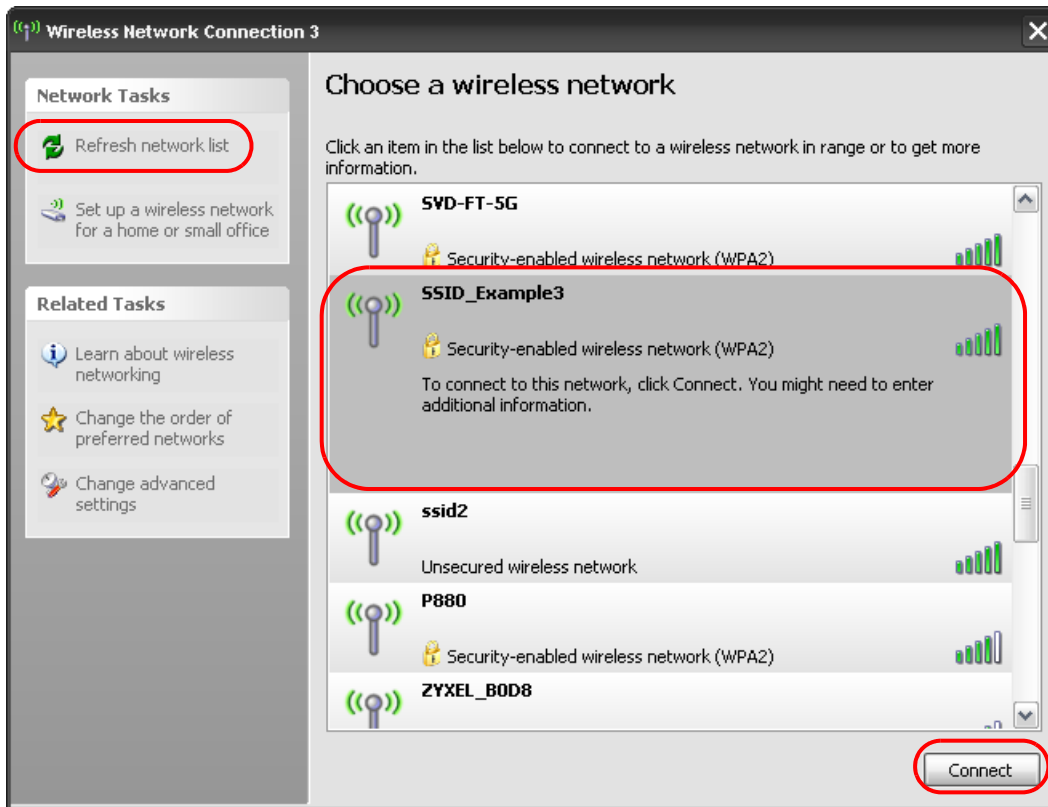 Wireless Network Connection 3
Network Tasks
Refresh network list
Set up a wireless network
for a home or small office
Related Tasks
Learn about wireless
networking
Change the order of
preferred networks
Change advanced
settings
Choose a wireless network
Click an item in the list below to connect to a wireless network in range or to get more
information.
SVD-FT-5G
Security-enabled wireless network (WPA2)
SSID_Example3
Security-enabled wireless network (WPA2)
To connect to this network, click Connect. You might need to enter
additional information.
ssid2
Unsecured wireless network
P880
Security-enabled wireless network (WPA2)
ZYXEL_B0D8
Connect